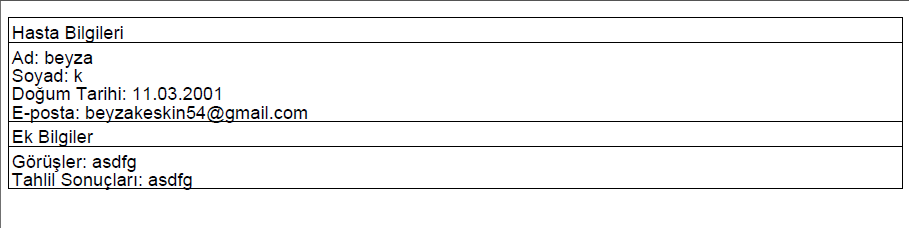 Hasta Bilgileri
Ad: beyza
Soyad: k
Doğum Tarihi: 11.03.2001
E-posta: beyzakeskin54@gmail.com
Ek Bilgiler
Görüşler: asdfg
Tahlil Sonuçları: asdfg